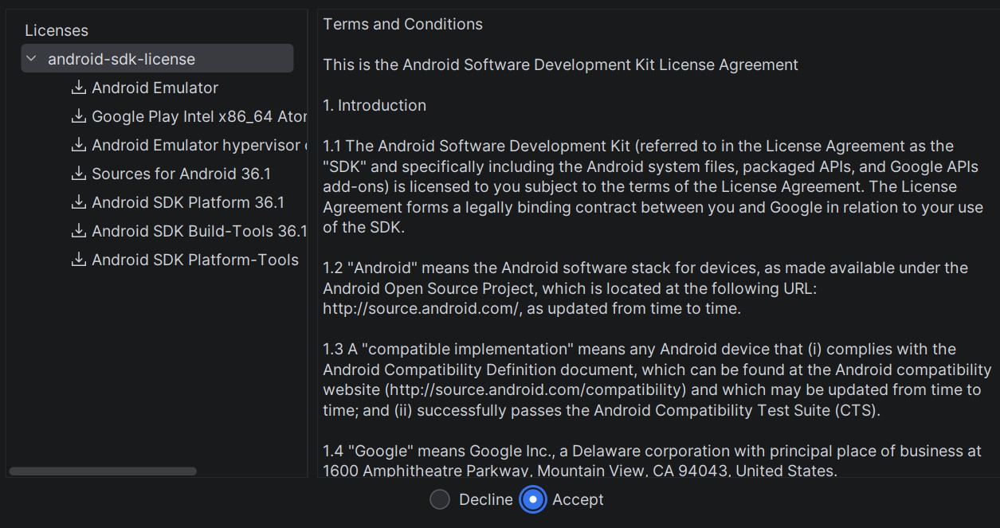 Licenses
android-sdk-license
Android Emulator
Google Play Intel x86_64
Android Emulator hypervisor
Sources for Android 36.1
Android SDK Platform 36.1
Android SDK Build-Tools 36.1
Android SDK Platform-Tools
Terms and Conditions
This is the Android Software Development Kit License Agreement
1. Introduction
1.1 The Android Software Development Kit (referred to in the License Agreement as the
"SDK" and specifically including the Android system files, packaged APIs, and Google APIs
add-ons) is licensed to you subject to the terms of the License Agreement. The License
Agreement forms a legally binding contract between you and Google in relation to your use
of the SDK.
1.2 "Android" means the Android software stack for devices, as made available under the
Android Open Source Project, which is located at the following URL:
http://source.android.com/, as updated from time to time.
1.3 A "compatible implementation" means any Android device that (i) complies with the
Android Compatibility Definition document, which can be found at the Android compatibility
website (http://source.android.com/compatibility) and which may be updated from time to
time; and (ii) successfully passes the Android Compatibility Test Suite (CTS).
1.4 "Google" means Google Inc., a Delaware corporation with principal place of business at
1600 Amphitheatre Parkway, Mountain View, CA 94043, United States.
Decline Accept